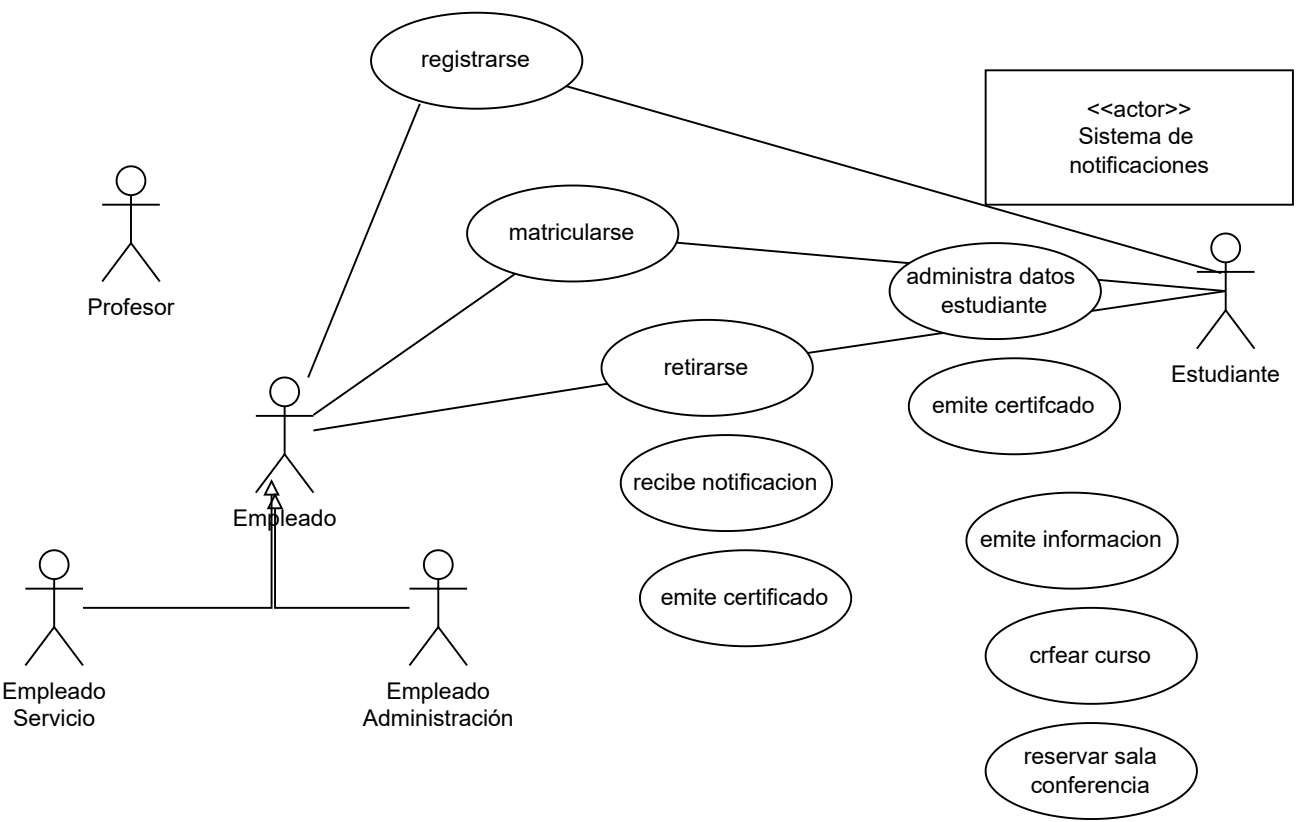 registrarse
<<actor>>
Sistema de
notificaciones
matricularse
administra datos
estudiante
Profesor
retirarse
Estudiante
emite certifcado
recibe notificacion
Empleado
emite informacion
emite certificado
crfear curso
Empleado
Servicio
Empleado
Administración
reservar sala
conferencia